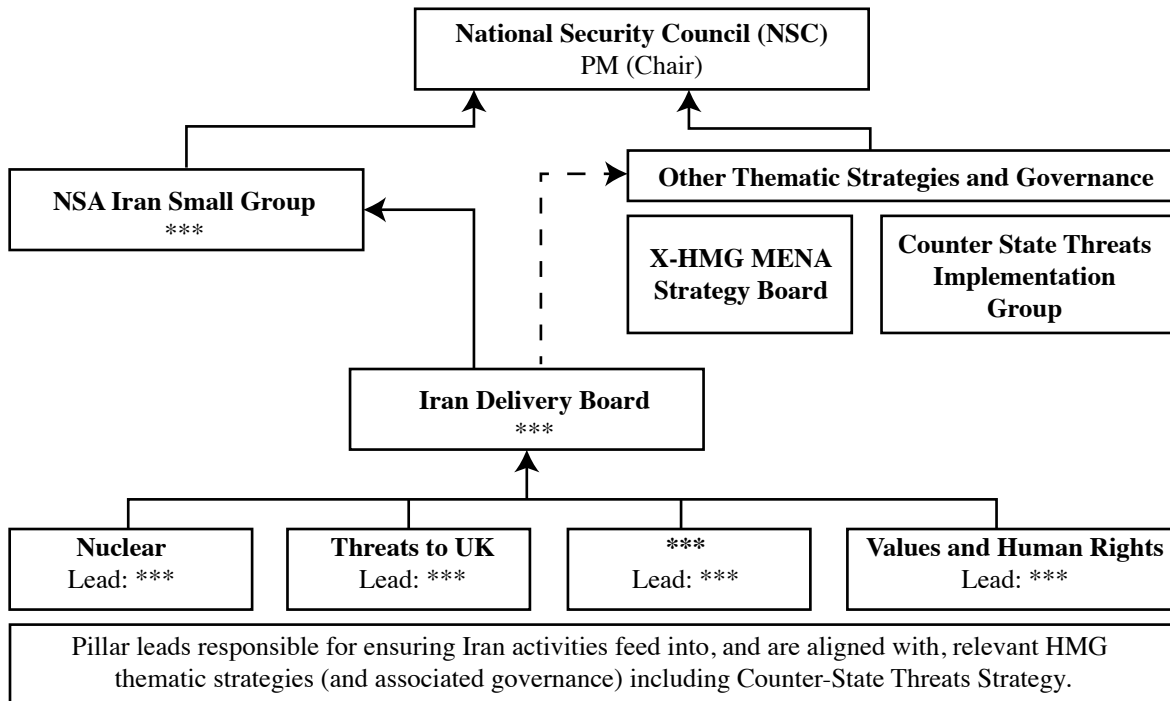 National Security Council (NSC)
PM (Chair)
NSA Iran Small Group
***
Other Thematic Strategies and Governance
X-HMG MENA
Strategy Board
Counter State Threats
Implementation
Group
Iran Delivery Board
***
Nuclear
Lead: ***
Threats to UK
Lead: ***
***
Lead: ***
Values and Human Rights
Lead: ***
Pillar leads responsible for ensuring Iran activities feed into, and are aligned with, relevant HMG
thematic strategies (and associated governance) including Counter-State Threats Strategy.